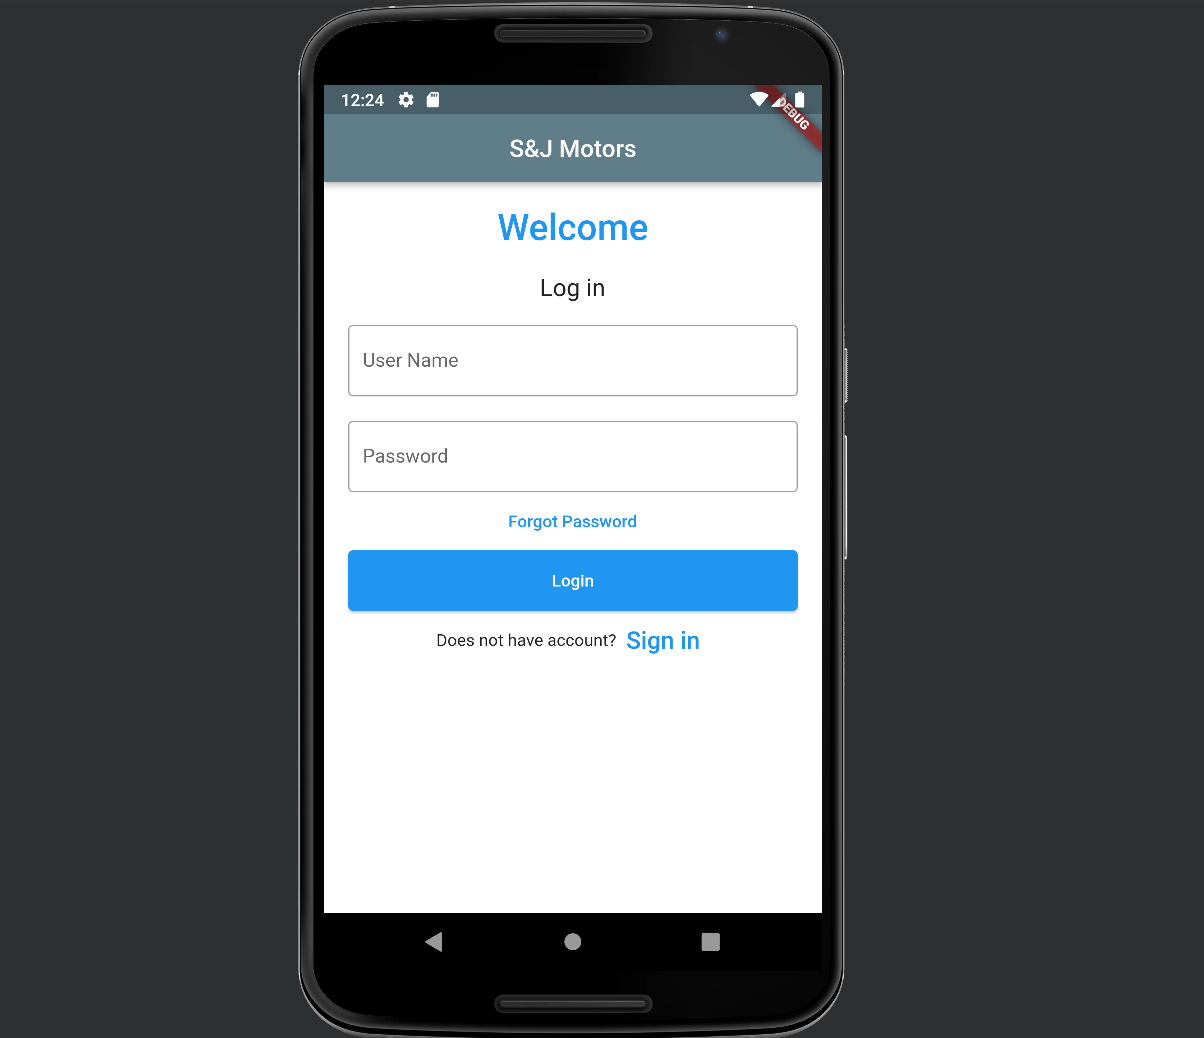 12:24
DEBUG
S&J Motors
Welcome
Log in
User Name
Password
Forgot Password
Login
Does not have account? Sign in